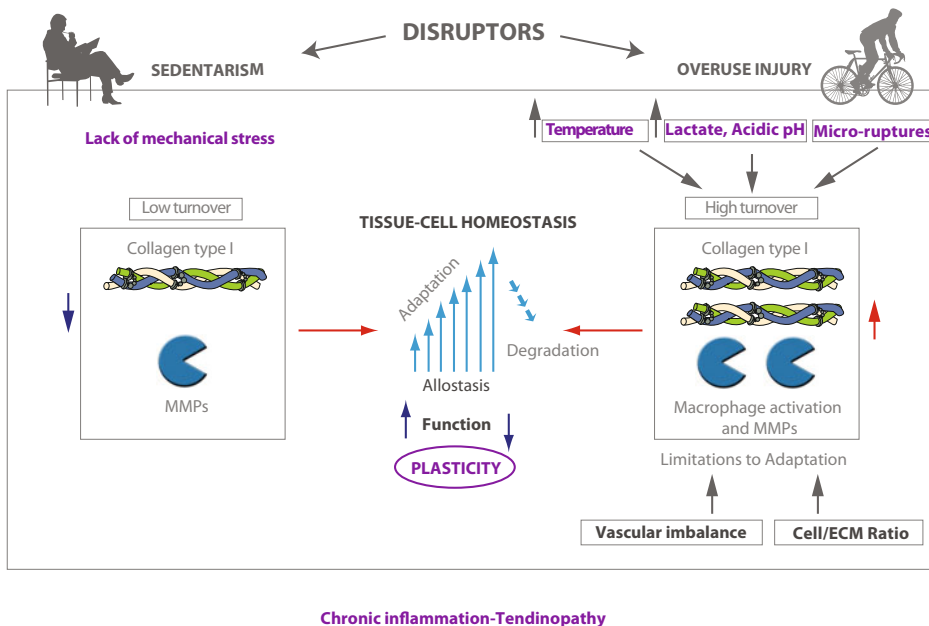 DISRUPTORS
SEDENTARISM
OVERUSE INJURY
Lack of mechanical stress
Temperature
Lactate, Acidic pH
Micro-ruptures
Low turnover
High turnover
TISSUE-CELL HOMEOSTASIS
Collagen type I
Collagen type I
Adaptation
Degradation
Allostasis
MMPs
Macrophage activation
and MMPs
Function
PLASTICITY
Limitations to Adaptation
Vascular imbalance
Cell/ECM Ratio
Chronic inflammation-Tendinopathy